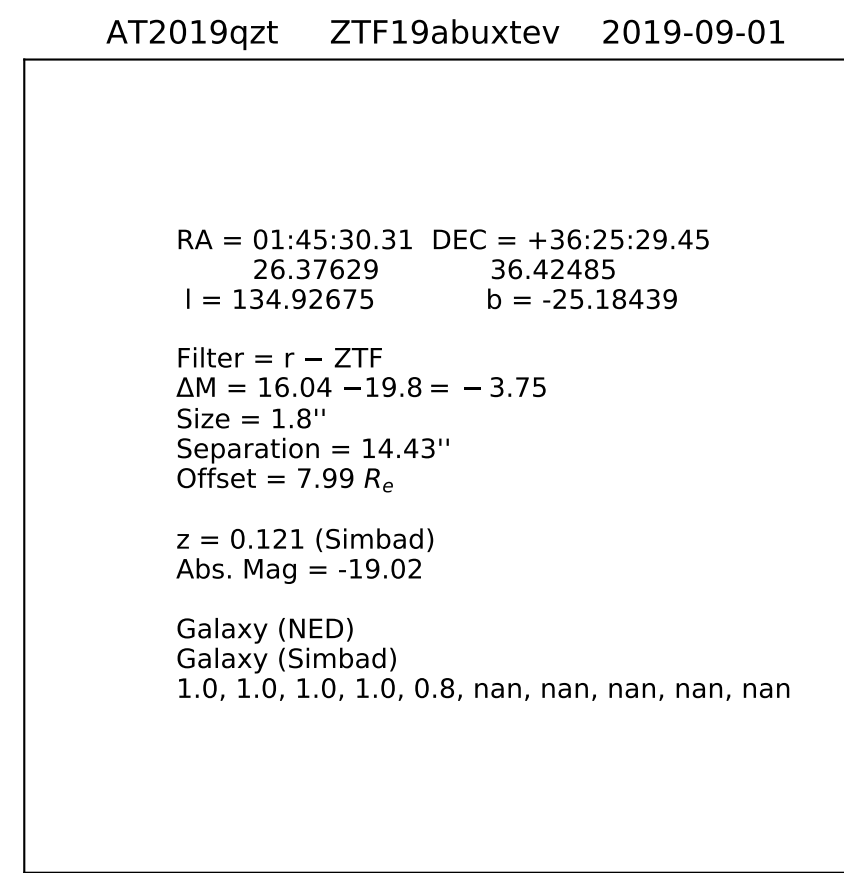 AT2019qzt ZTF19abuxtev 2019-09-01
RA = 01:45:30.31 DEC = +36:25:29.45
26.37629 36.42485
l = 134.92675 b = -25.18439
Filter = r − ZTF
ΔM = 16.04 −19.8 = − 3.75
Size = 1.8''
Separation = 14.43''
Offset = 7.99 Re
z = 0.121 (Simbad)
Abs. Mag = -19.02
Galaxy (NED)
Galaxy (Simbad)
1.0, 1.0, 1.0, 1.0, 0.8, nan, nan, nan, nan, nan